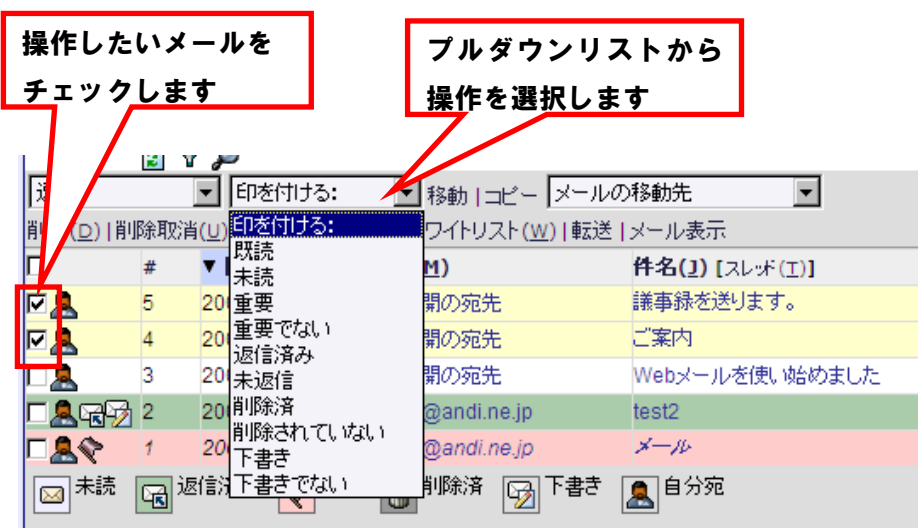 操作したいメールを
チェックします
プルダウンリストから
操作を選択します
印を付ける: 移動 | コピー メールの移動先
(D) | 削除取消(U) ワイトリスト(W) | 転送 | メール表示
印を付ける:
既読
未読
重要
重要でない
返信済み
未返信
削除済
削除されていない
下書き
下書きでない
# ▼ M) 件名(J) [スレッド(I)]
5 200 開の宛先 議事録を送ります。
4 200 開の宛先 ご案内
3 200 開の宛先 Webメールを使い始めました
2 200 @andi.ne.jp test2
1 200 @andi.ne.jp メール
未読 返信済 削除済 下書き 自分宛